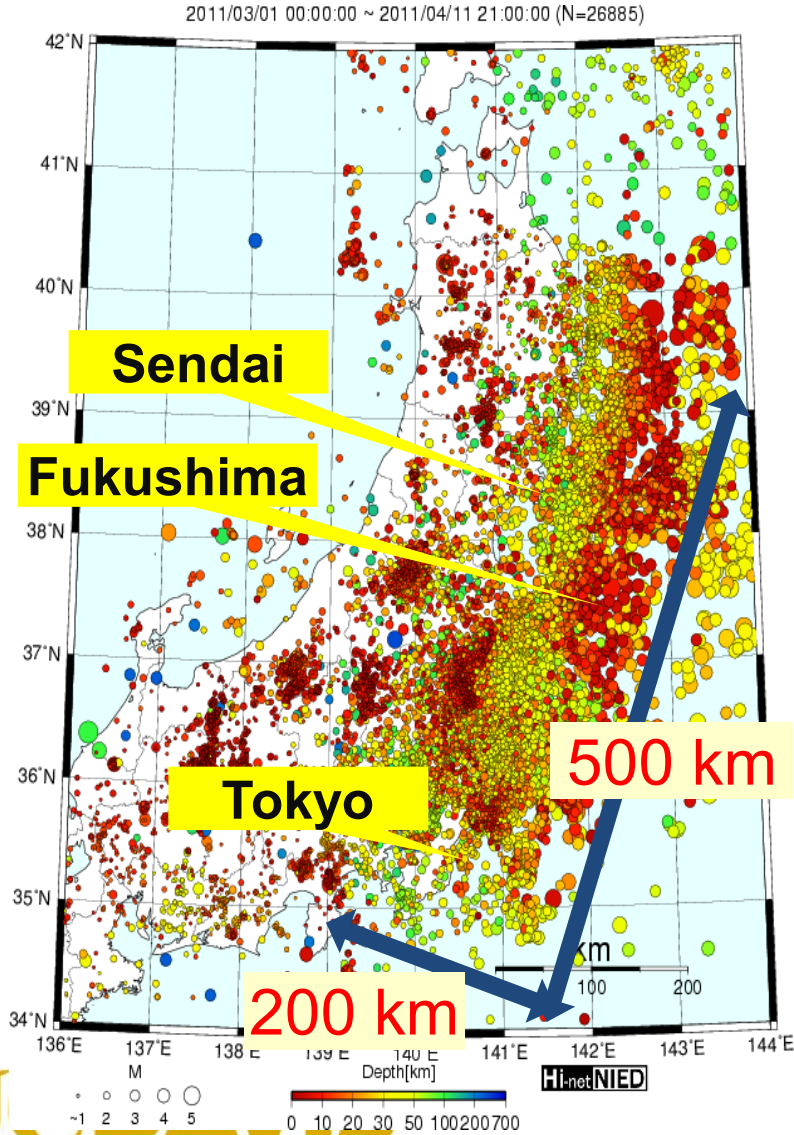 2011/03/01 00:00:00 ~ 2011/04/11 21:00:00 (N=26885)
42°N
41°N
40°N
Sendai
39°N
Fukushima
38°N
37°N
500 km
36°N
Tokyo
35°N
km
100 200
200 km
34°N
136°E 137°E 138°E 139°E 140°E 141°E 142°E 143°E 144°E
M Depth[km] Hi-net NIED
~1 2 3 4 5 0 10 20 30 50 100 200 700